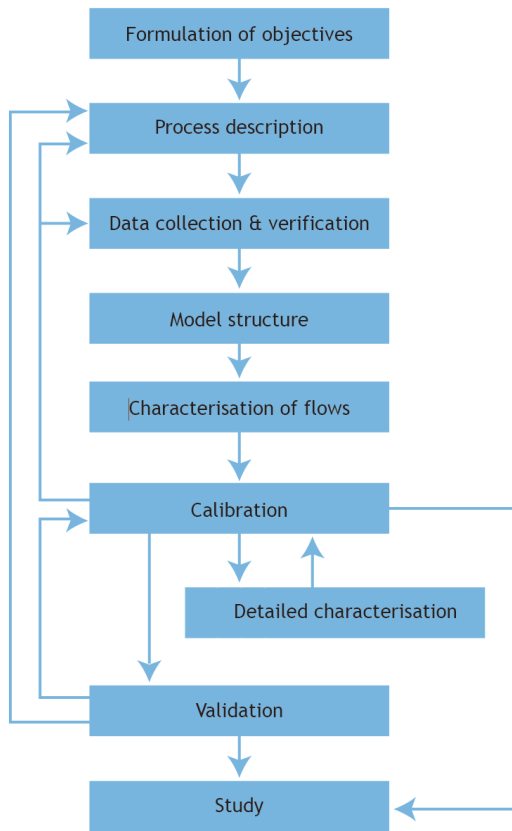 Formulation of objectives
Process description
Data collection & verification
Model structure
Characterisation of flows
Calibration
Detailed characterisation
Validation
Study